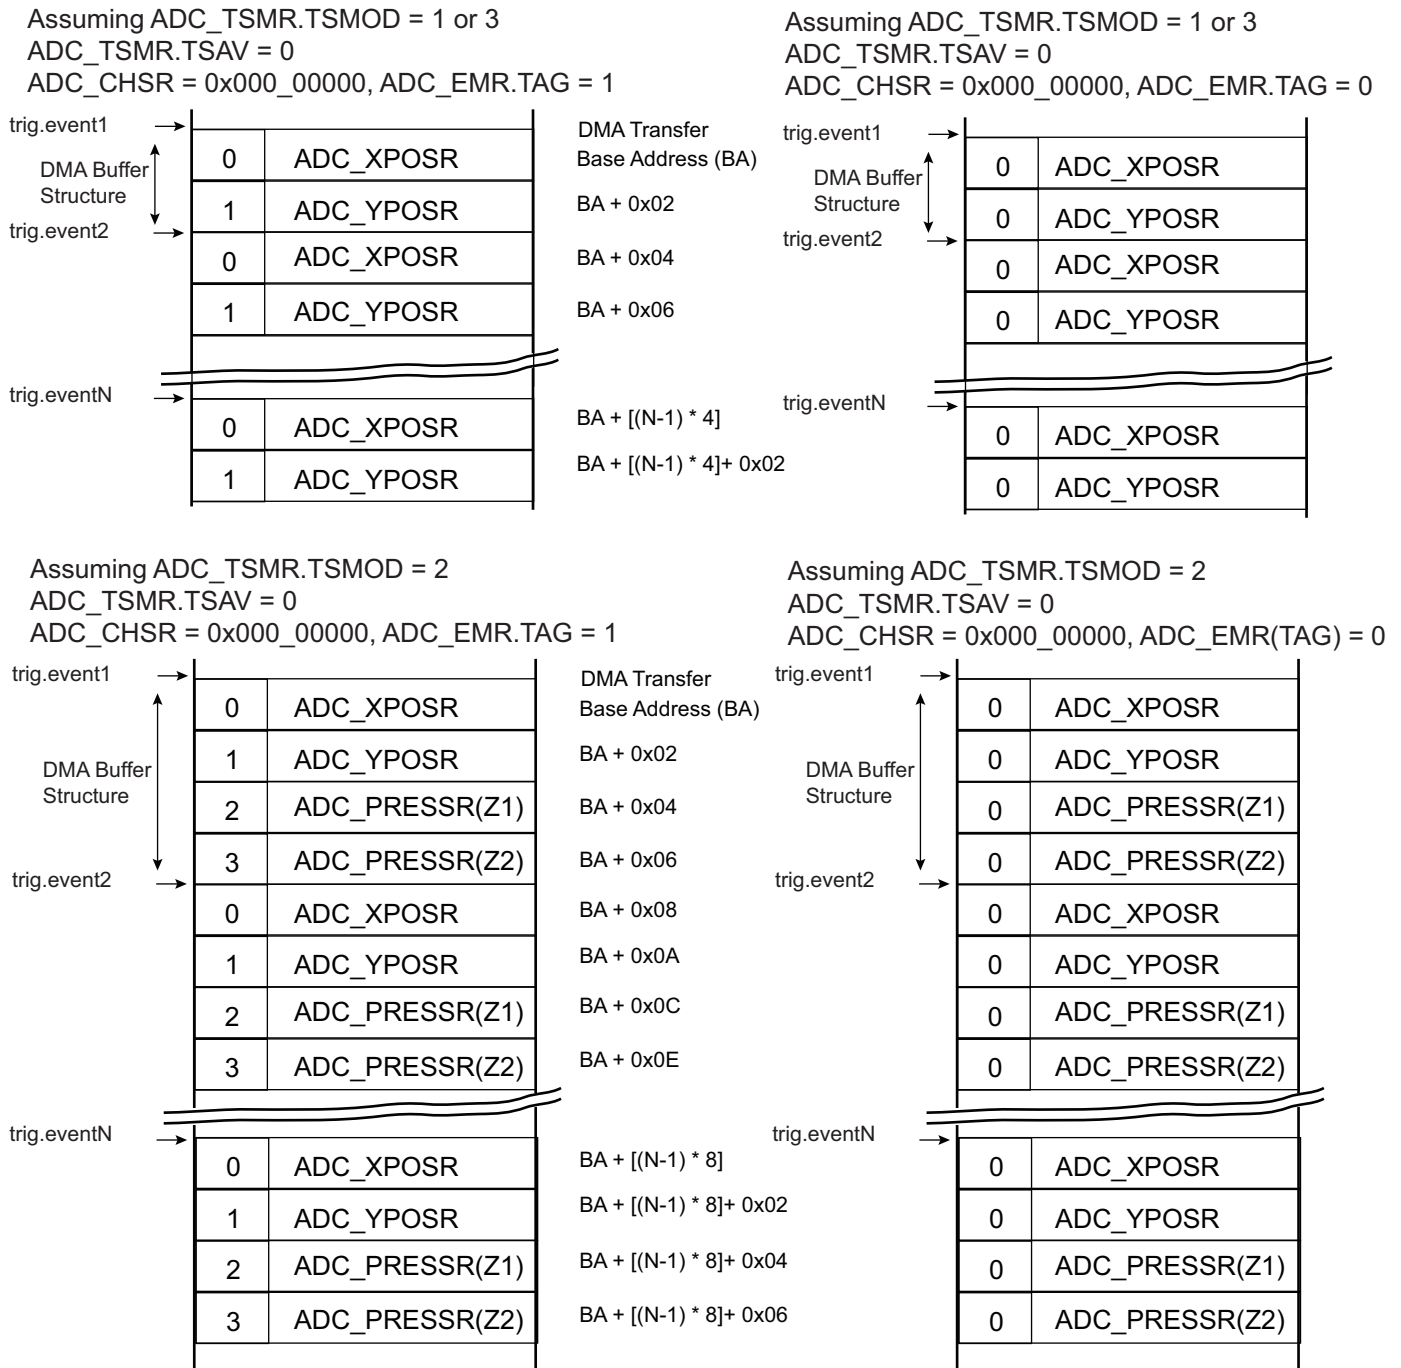 Assuming ADC_TSMR.TSMOD = 1 or 3
ADC_TSMR.TSAV = 0
ADC_CHSR = 0x000_00000, ADC_EMR.TAG = 1
trig.event1
DMA Buffer
Structure
trig.event2
trig.eventN
0 ADC_XPOSR
1 ADC_YPOSR
0 ADC_XPOSR
1 ADC_YPOSR
0 ADC_XPOSR
1 ADC_YPOSR
DMA Transfer
Base Address (BA)
BA + 0x02
BA + 0x04
BA + 0x06
BA + [(N-1) * 4]
BA + [(N-1) * 4]+ 0x02
Assuming ADC_TSMR.TSMOD = 1 or 3
ADC_TSMR.TSAV = 0
ADC_CHSR = 0x000_00000, ADC_EMR.TAG = 0
trig.event1
DMA Buffer
Structure
trig.event2
trig.eventN
0 ADC_XPOSR
0 ADC_YPOSR
0 ADC_XPOSR
0 ADC_YPOSR
0 ADC_XPOSR
0 ADC_YPOSR
Assuming ADC_TSMR.TSMOD = 2
ADC_TSMR.TSAV = 0
ADC_CHSR = 0x000_00000, ADC_EMR.TAG = 1
trig.event1
DMA Buffer
Structure
trig.event2
trig.eventN
0 ADC_XPOSR
1 ADC_YPOSR
2 ADC_PRESSR(Z1)
3 ADC_PRESSR(Z2)
0 ADC_XPOSR
1 ADC_YPOSR
2 ADC_PRESSR(Z1)
3 ADC_PRESSR(Z2)
0 ADC_XPOSR
1 ADC_YPOSR
2 ADC_PRESSR(Z1)
3 ADC_PRESSR(Z2)
DMA Transfer
Base Address (BA)
BA + 0x02
BA + 0x04
BA + 0x06
BA + 0x08
BA + 0x0A
BA + 0x0C
BA + 0x0E
BA + [(N-1) * 8]
BA + [(N-1) * 8]+ 0x02
BA + [(N-1) * 8]+ 0x04
BA + [(N-1) * 8]+ 0x06
Assuming ADC_TSMR.TSMOD = 2
ADC_TSMR.TSAV = 0
ADC_CHSR = 0x000_00000, ADC_EMR(TAG) = 0
trig.event1
DMA Buffer
Structure
trig.event2
trig.eventN
0 ADC_XPOSR
0 ADC_YPOSR
0 ADC_PRESSR(Z1)
0 ADC_PRESSR(Z2)
0 ADC_XPOSR
0 ADC_YPOSR
0 ADC_PRESSR(Z1)
0 ADC_PRESSR(Z2)
0 ADC_XPOSR
0 ADC_YPOSR
0 ADC_PRESSR(Z1)
0 ADC_PRESSR(Z2)